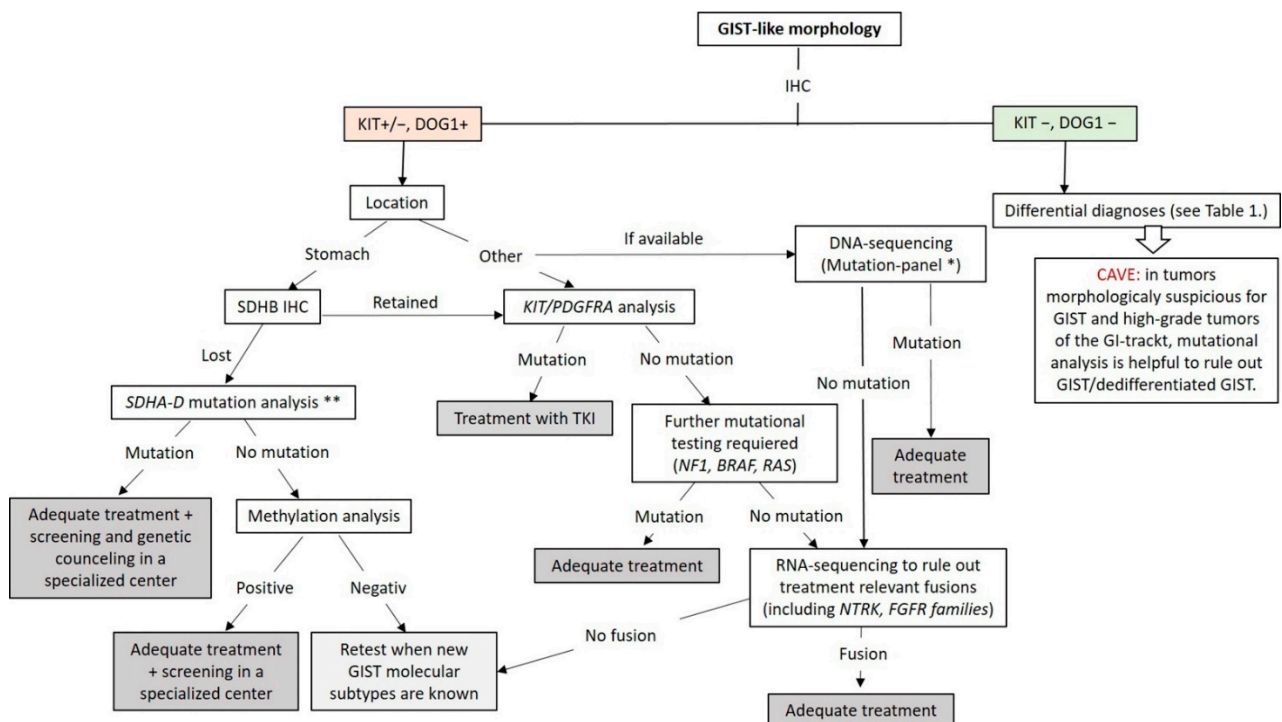 GIST-like morphology
IHC
KIT+/−, DOG1+
KIT −, DOG1 −
Location
Differential diagnoses (see Table 1.)
Stomach
Other
If available
DNA-sequencing
(Mutation-panel *)
CAVE: in tumors
morphologicaly suspicious for
GIST and high-grade tumors
of the GI-trackt, mutational
analysis is helpful to rule out
GIST/dedifferentiated GIST.
SDHB IHC
Retained
KIT/PDGFRA analysis
Lost
Mutation
No mutation
Mutation
No mutation
SDHA-D mutation analysis **
Treatment with TKI
Further mutational
testing requiered
(NF1, BRAF, RAS)
Adequate
treatment
Mutation
No mutation
Adequate treatment +
screening and genetic
counceling in a
specialized center
Methylation analysis
Mutation
No mutation
Adequate treatment
RNA-sequencing to rule out
treatment relevant fusions
(including NTRK, FGFR families)
Positive
Negativ
No fusion
Fusion
Adequate treatment
+ screening in a
specialized center
Retest when new
GIST molecular
subtypes are known
Adequate treatment